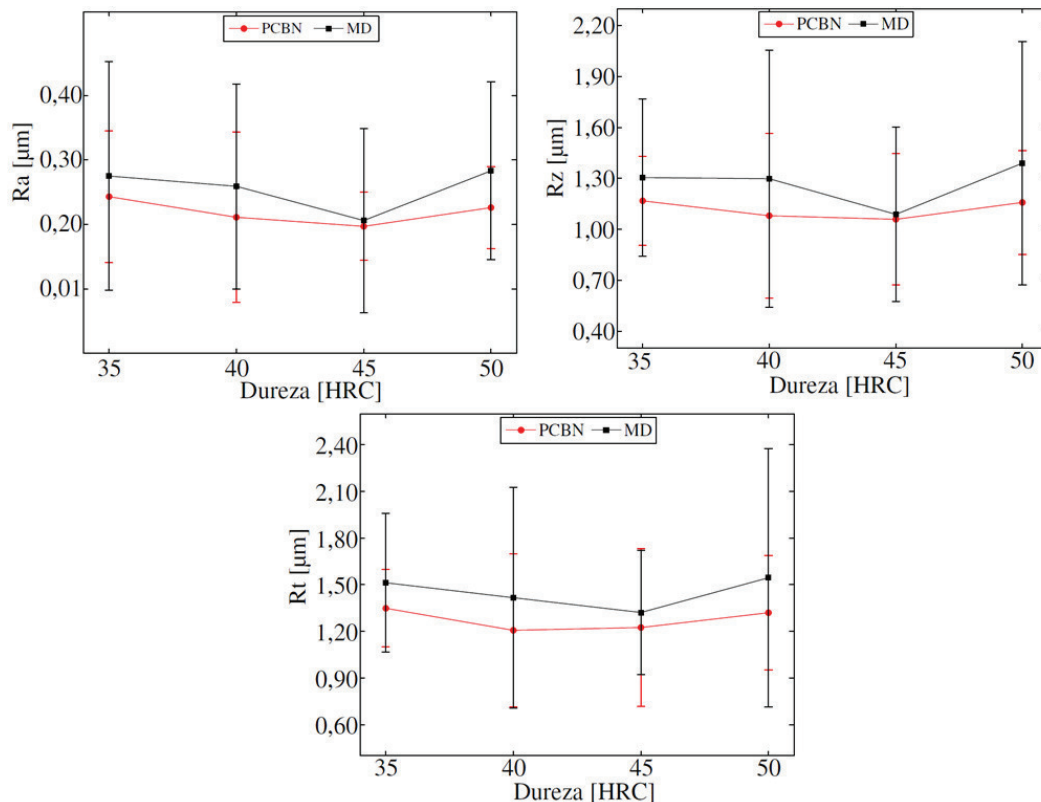 PCBN MD
0,40
0,30
0,20
0,01
Ra [µm]
35 40 45 50
Dureza [HRC]
PCBN MD
2,20
1,90
1,60
1,30
1,00
0,70
0,40
Rz [µm]
35 40 45 50
Dureza [HRC]
PCBN MD
2,40
2,10
1,80
1,50
1,20
0,90
0,60
Rt [µm]
35 40 45 50
Dureza [HRC]